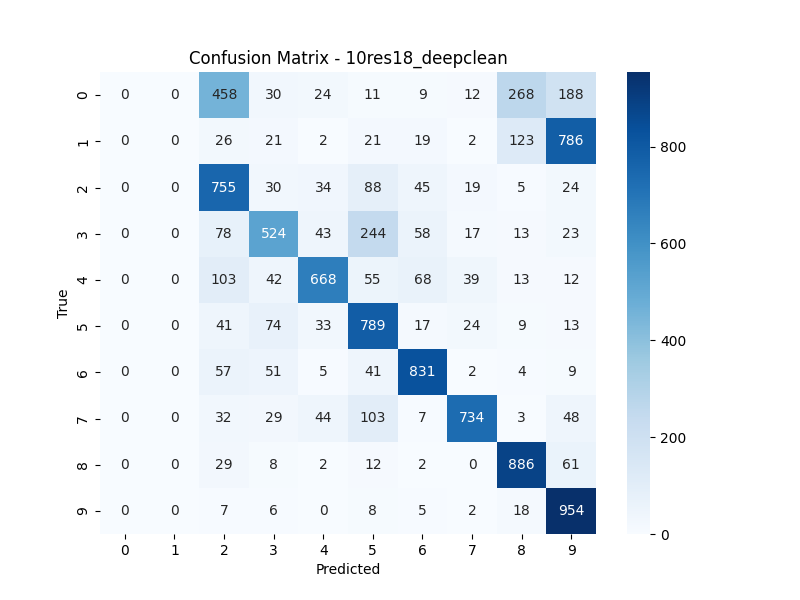 Confusion Matrix - 10res18_deepclean
0 0 0 458 30 24 11 9 12 268 188
1 0 0 26 21 2 21 19 2 123 786
2 0 0 755 30 34 88 45 19 5 24
3 0 0 78 524 43 244 58 17 13 23
4 0 0 103 42 668 55 68 39 13 12
5 0 0 41 74 33 789 17 24 9 13
6 0 0 57 51 5 41 831 2 4 9
7 0 0 32 29 44 103 7 734 3 48
8 0 0 29 8 2 12 2 0 886 61
9 0 0 7 6 0 8 5 2 18 954
0 1 2 3 4 5 6 7 8 9
Predicted
True
800
600
400
200
0